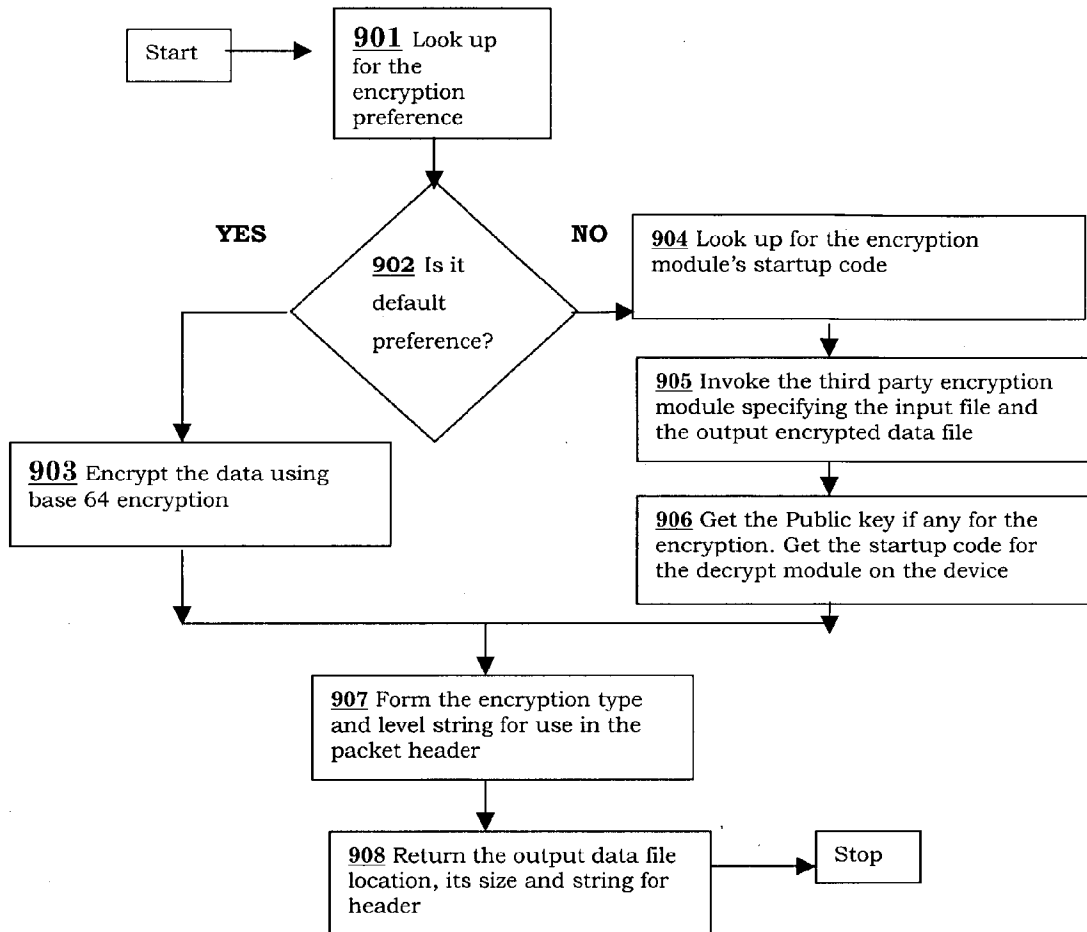 Start
901 Look up
for the
encryption
preference
YES
NO
902 Is it
default
preference?
904 Look up for the encryption
module's startup code
905 Invoke the third party encryption
module specifying the input file and
the output encrypted data file
903 Encrypt the data using
base 64 encryption
906 Get the Public key if any for the
encryption. Get the startup code for
the decrypt module on the device
907 Form the encryption type
and level string for use in the
packet header
908 Return the output data file
location, its size and string for
header
Stop